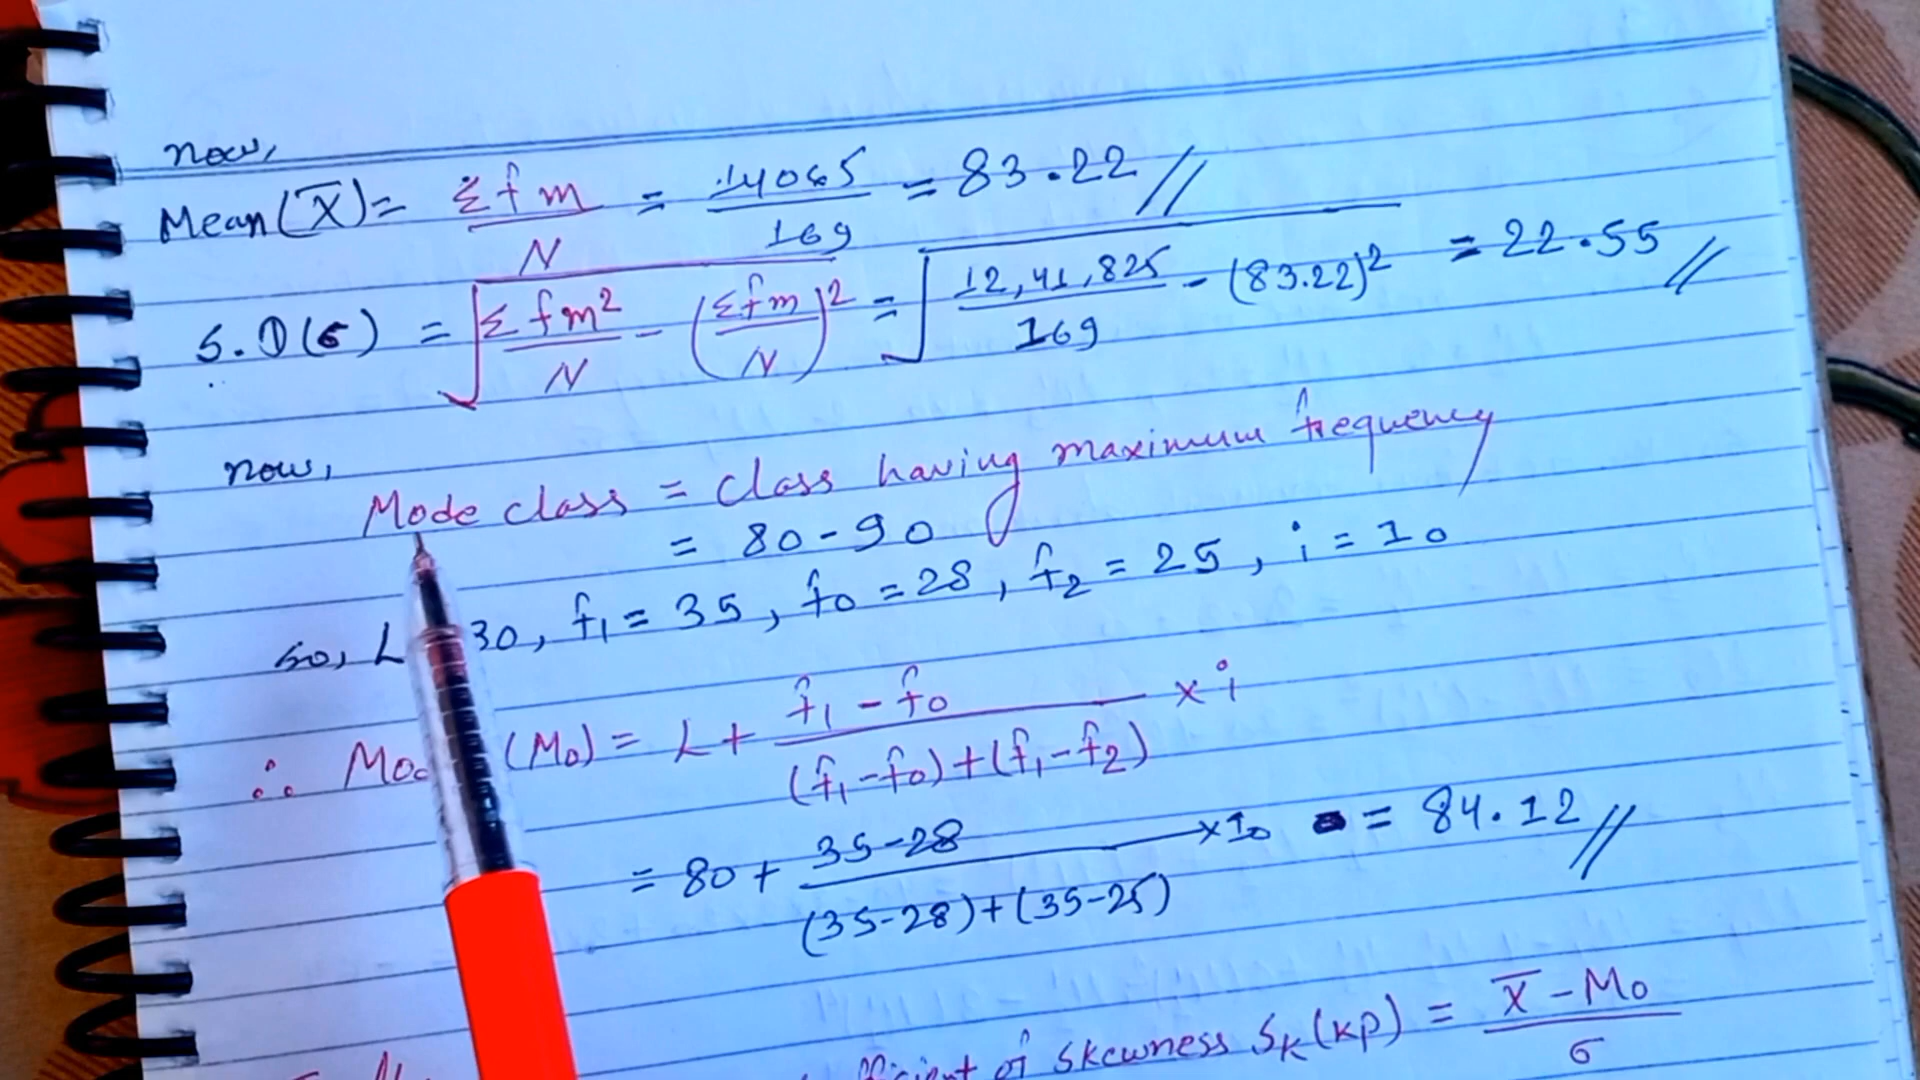 now,
Mean(X̄) = Σfm/N = 14065/169 = 83.22 //
S.D(σ) = √(Σfm²/N - (Σfm/N)²) = √(12,41,825/169 - (83.22)²) = 22.55 //
now,
Mode class = class having maximum frequency
= 80-90
so, L 30, f₁ = 35, f₀ = 28, f₂ = 25, i = 10
∴ Mod (M₀) = L + (f₁ - f₀)/((f₁-f₀)+(f₁-f₂)) × i
= 80 + (35-28)/((35-28)+(35-25)) × 10 = 84.12 //
efficient of skewness Sₖ(kp) = (X̄ - M₀)/σ